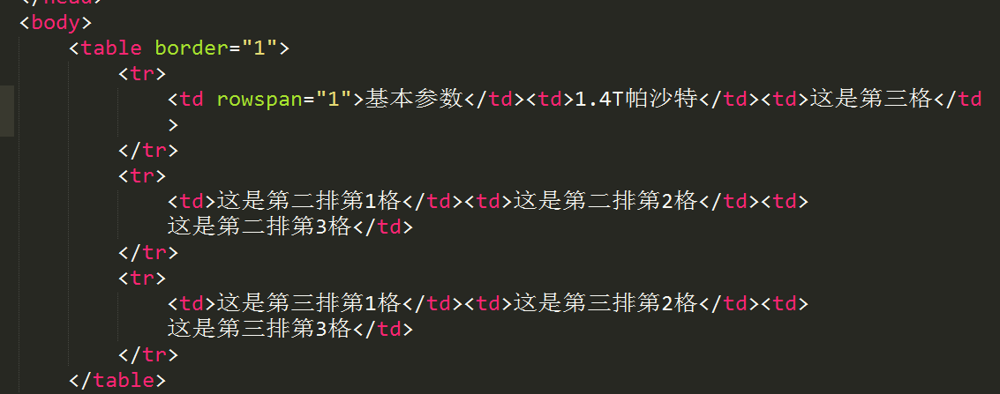 </head>
<body>
<table border="1">
<tr>
<td rowspan="1">基本参数</td><td>1.4T帕沙特</td><td>这是第三格</td
>
</tr>
<tr>
<td>这是第二排第1格</td><td>这是第二排第2格</td><td>
这是第二排第3格</td>
</tr>
<tr>
<td>这是第三排第1格</td><td>这是第三排第2格</td><td>
这是第三排第3格</td>
</tr>
</table>